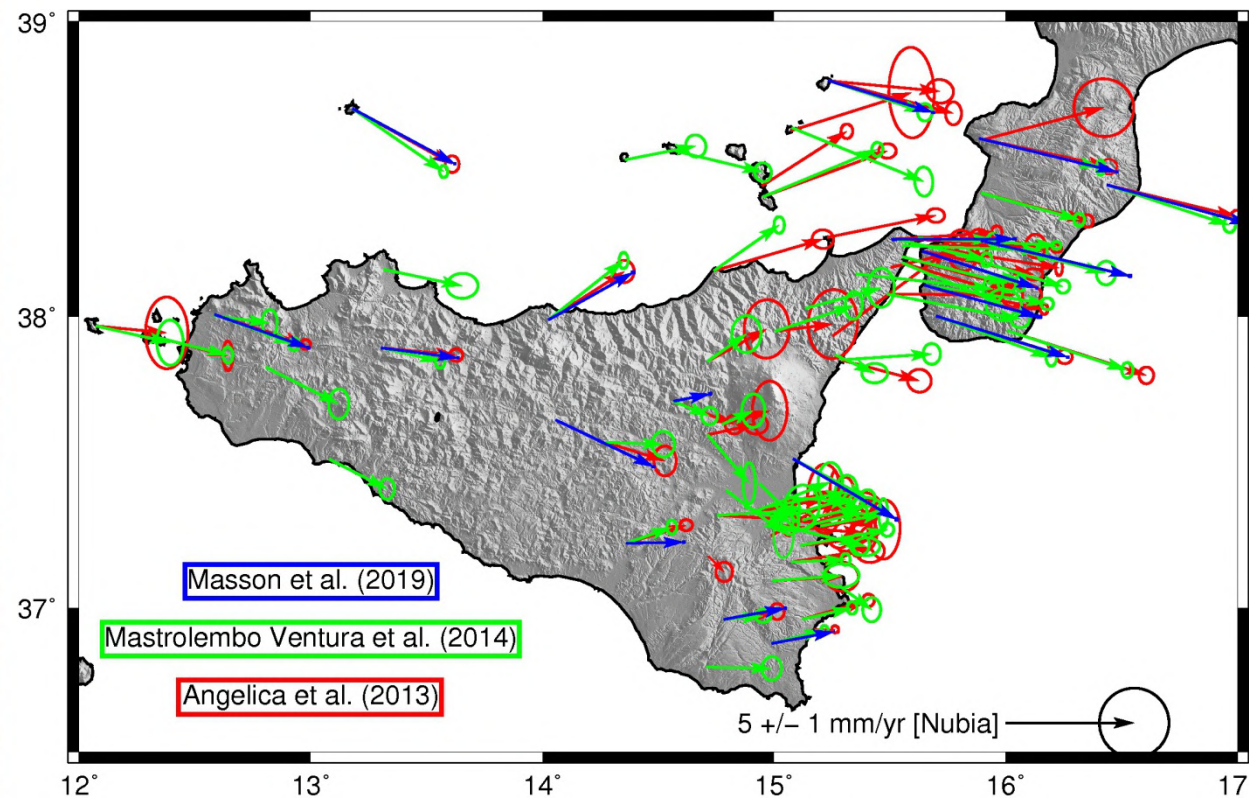 39°
38°
37°
Masson et al. (2019)
Mastrolembo Ventura et al. (2014)
Angelica et al. (2013)
5 +/− 1 mm/yr [Nubia]
12° 13° 14° 15° 16° 17°